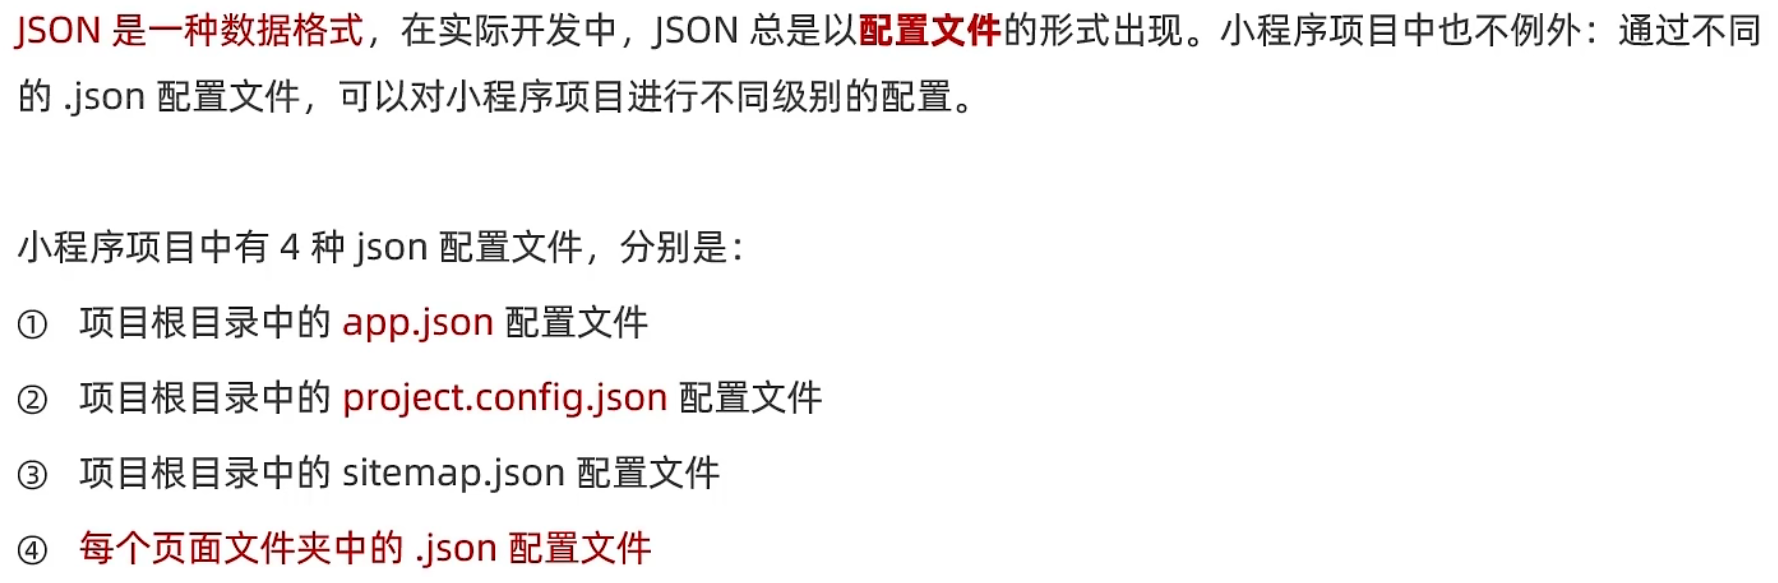 JSON 是一种数据格式，在实际开发中，JSON 总是以配置文件的形式出现。小程序项目中也不例外：通过不同
的 .json 配置文件，可以对小程序项目进行不同级别的配置。
小程序项目中有 4 种 json 配置文件，分别是：
① 项目根目录中的 app.json 配置文件
② 项目根目录中的 project.config.json 配置文件
③ 项目根目录中的 sitemap.json 配置文件
④ 每个页面文件夹中的 .json 配置文件